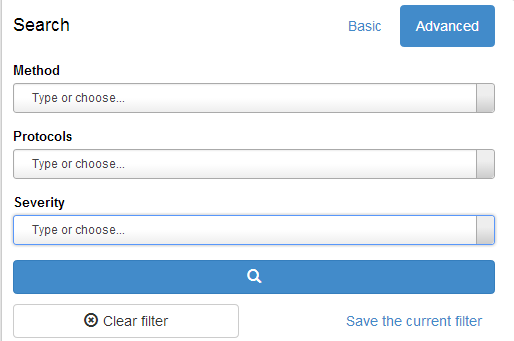 Search Basic Advanced
Method
Type or choose...
Protocols
Type or choose...
Severity
Type or choose...
Clear filter Save the current filter